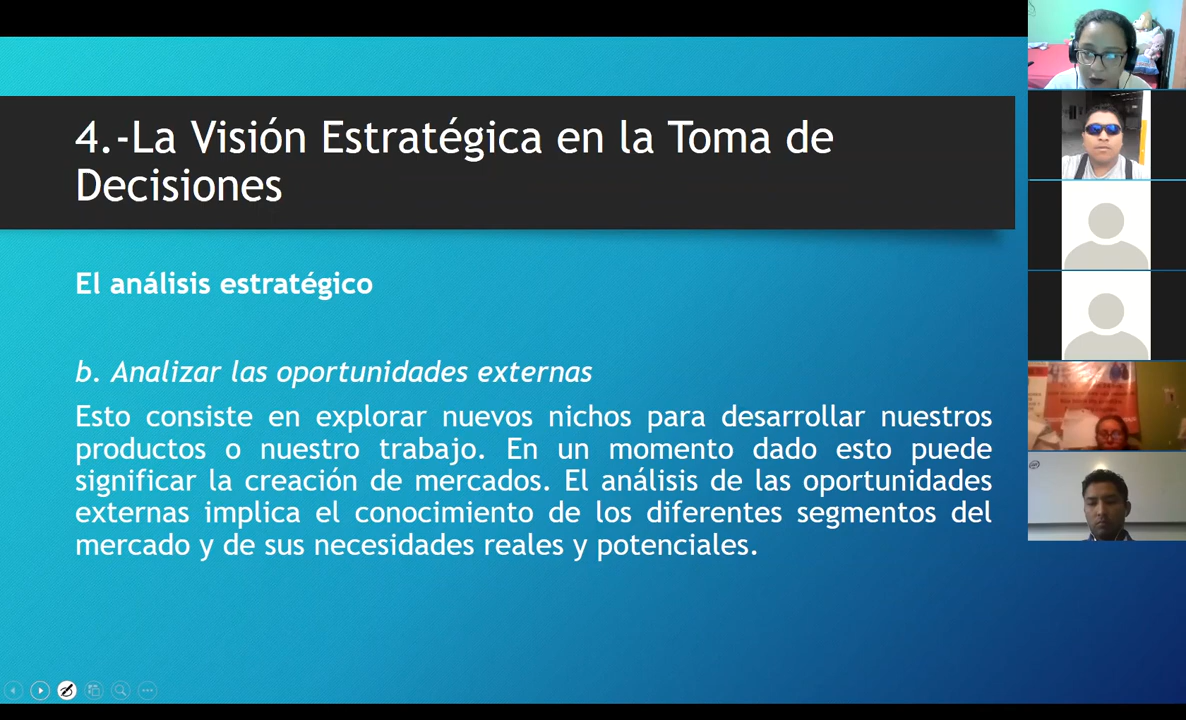 4.-La Visión Estratégica en la Toma de
Decisiones
El análisis estratégico
b. Analizar las oportunidades externas
Esto consiste en explorar nuevos nichos para desarrollar nuestros
productos o nuestro trabajo. En un momento dado esto puede
significar la creación de mercados. El análisis de las oportunidades
externas implica el conocimiento de los diferentes segmentos del
mercado y de sus necesidades reales y potenciales.